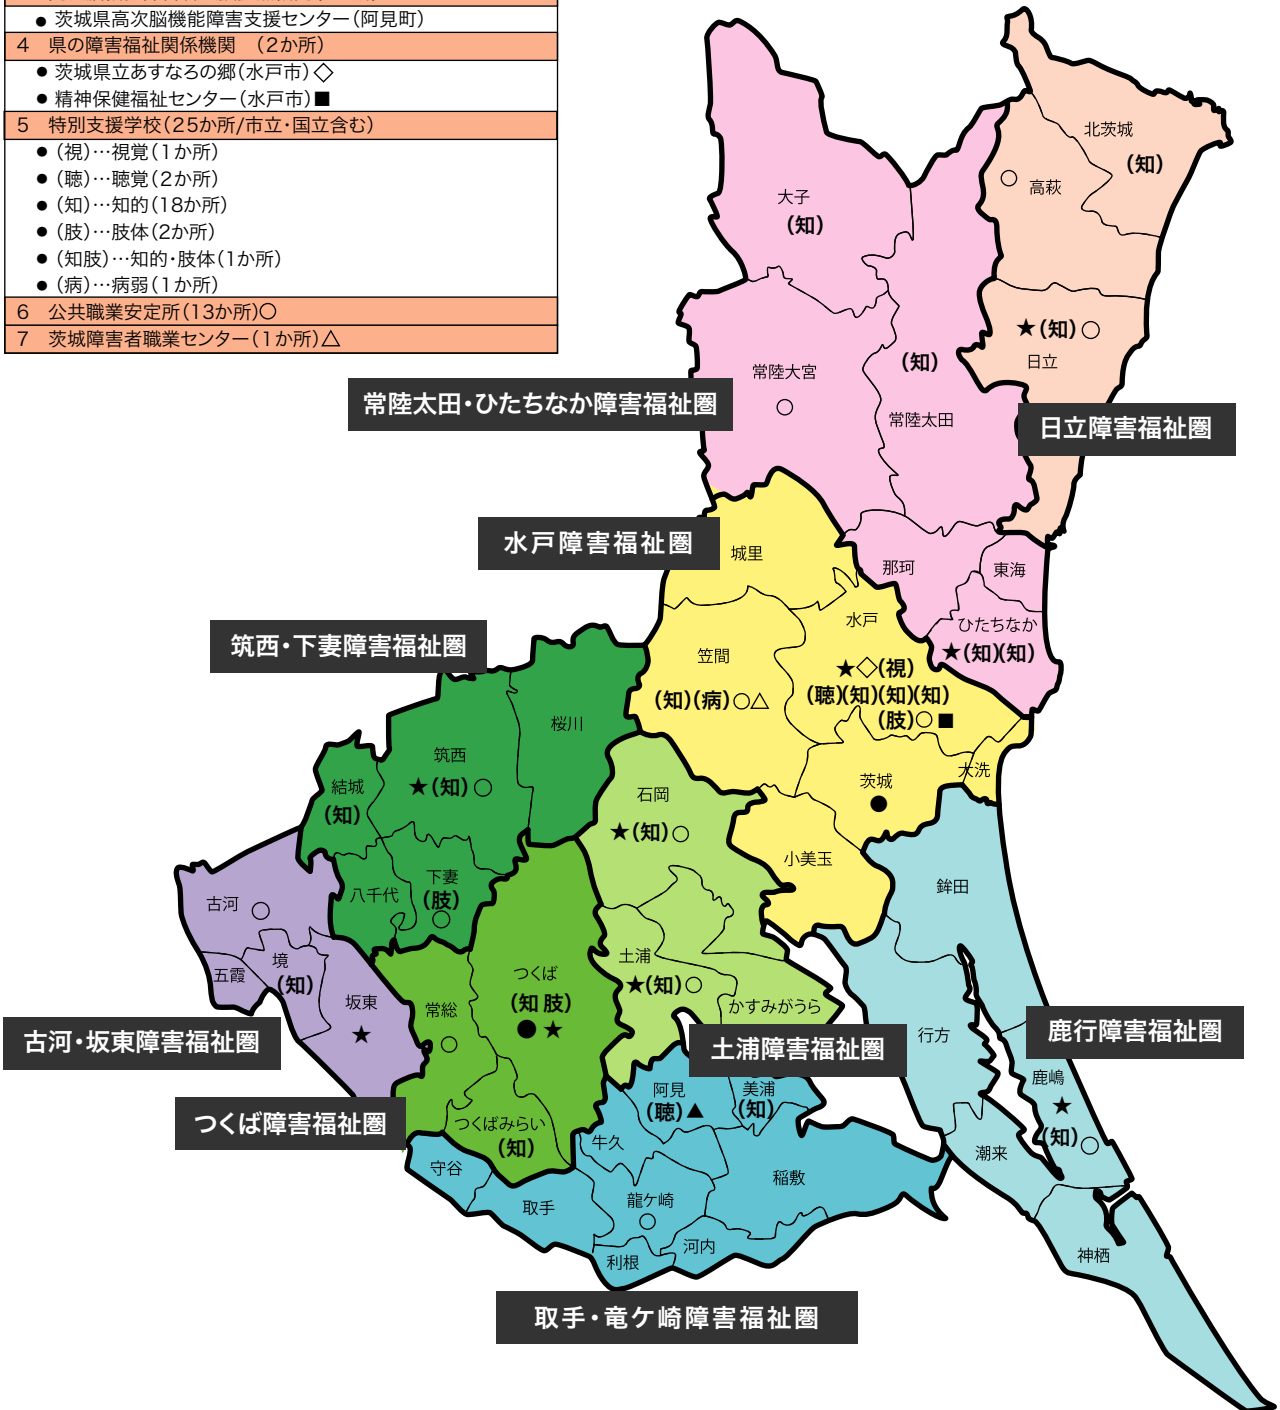 ● 茨城県高次脳機能障害支援センター(阿見町)
4 県の障害福祉関係機関 (2か所)
● 茨城県立あすなろの郷(水戸市)◇
● 精神保健福祉センター(水戸市)■
5 特別支援学校(25か所/市立・国立含む)
● (視)…視覚(1か所)
● (聴)…聴覚(2か所)
● (知)…知的(18か所)
● (肢)…肢体(2か所)
● (知肢)…知的・肢体(1か所)
● (病)…病弱(1か所)
6 公共職業安定所(13か所)○
7 茨城障害者職業センター(1か所)△
北茨城
(知)
○ 高萩
大子
(知)
★(知)○
日立
常陸大宮
○
(知)
常陸太田
常陸太田・ひたちなか障害福祉圏
日立障害福祉圏
水戸障害福祉圏
城里
那珂
東海
ひたちなか
★(知)(知)
水戸
★◇(視)
(聴)(知)(知)(知)
(肢)○■
笠間
(知)(病)○△
茨城
●
大洗
小美玉
筑西・下妻障害福祉圏
桜川
筑西
★(知)○
結城
(知)
八千代
下妻
(肢)
○
石岡
★(知)○
土浦
★(知)○
かすみがうら
土浦障害福祉圏
古河 ○
五霞
境
(知)
坂東
★
古河・坂東障害福祉圏
つくば
(知肢)
●★
常総
○
つくばみらい
(知)
つくば障害福祉圏
鉾田
行方
鹿行障害福祉圏
鹿嶋
★
(知)○
潮来
神栖
阿見
(聴)▲
美浦
(知)
牛久
稲敷
守谷
取手
龍ケ崎
○
河内
利根
取手・竜ケ崎障害福祉圏